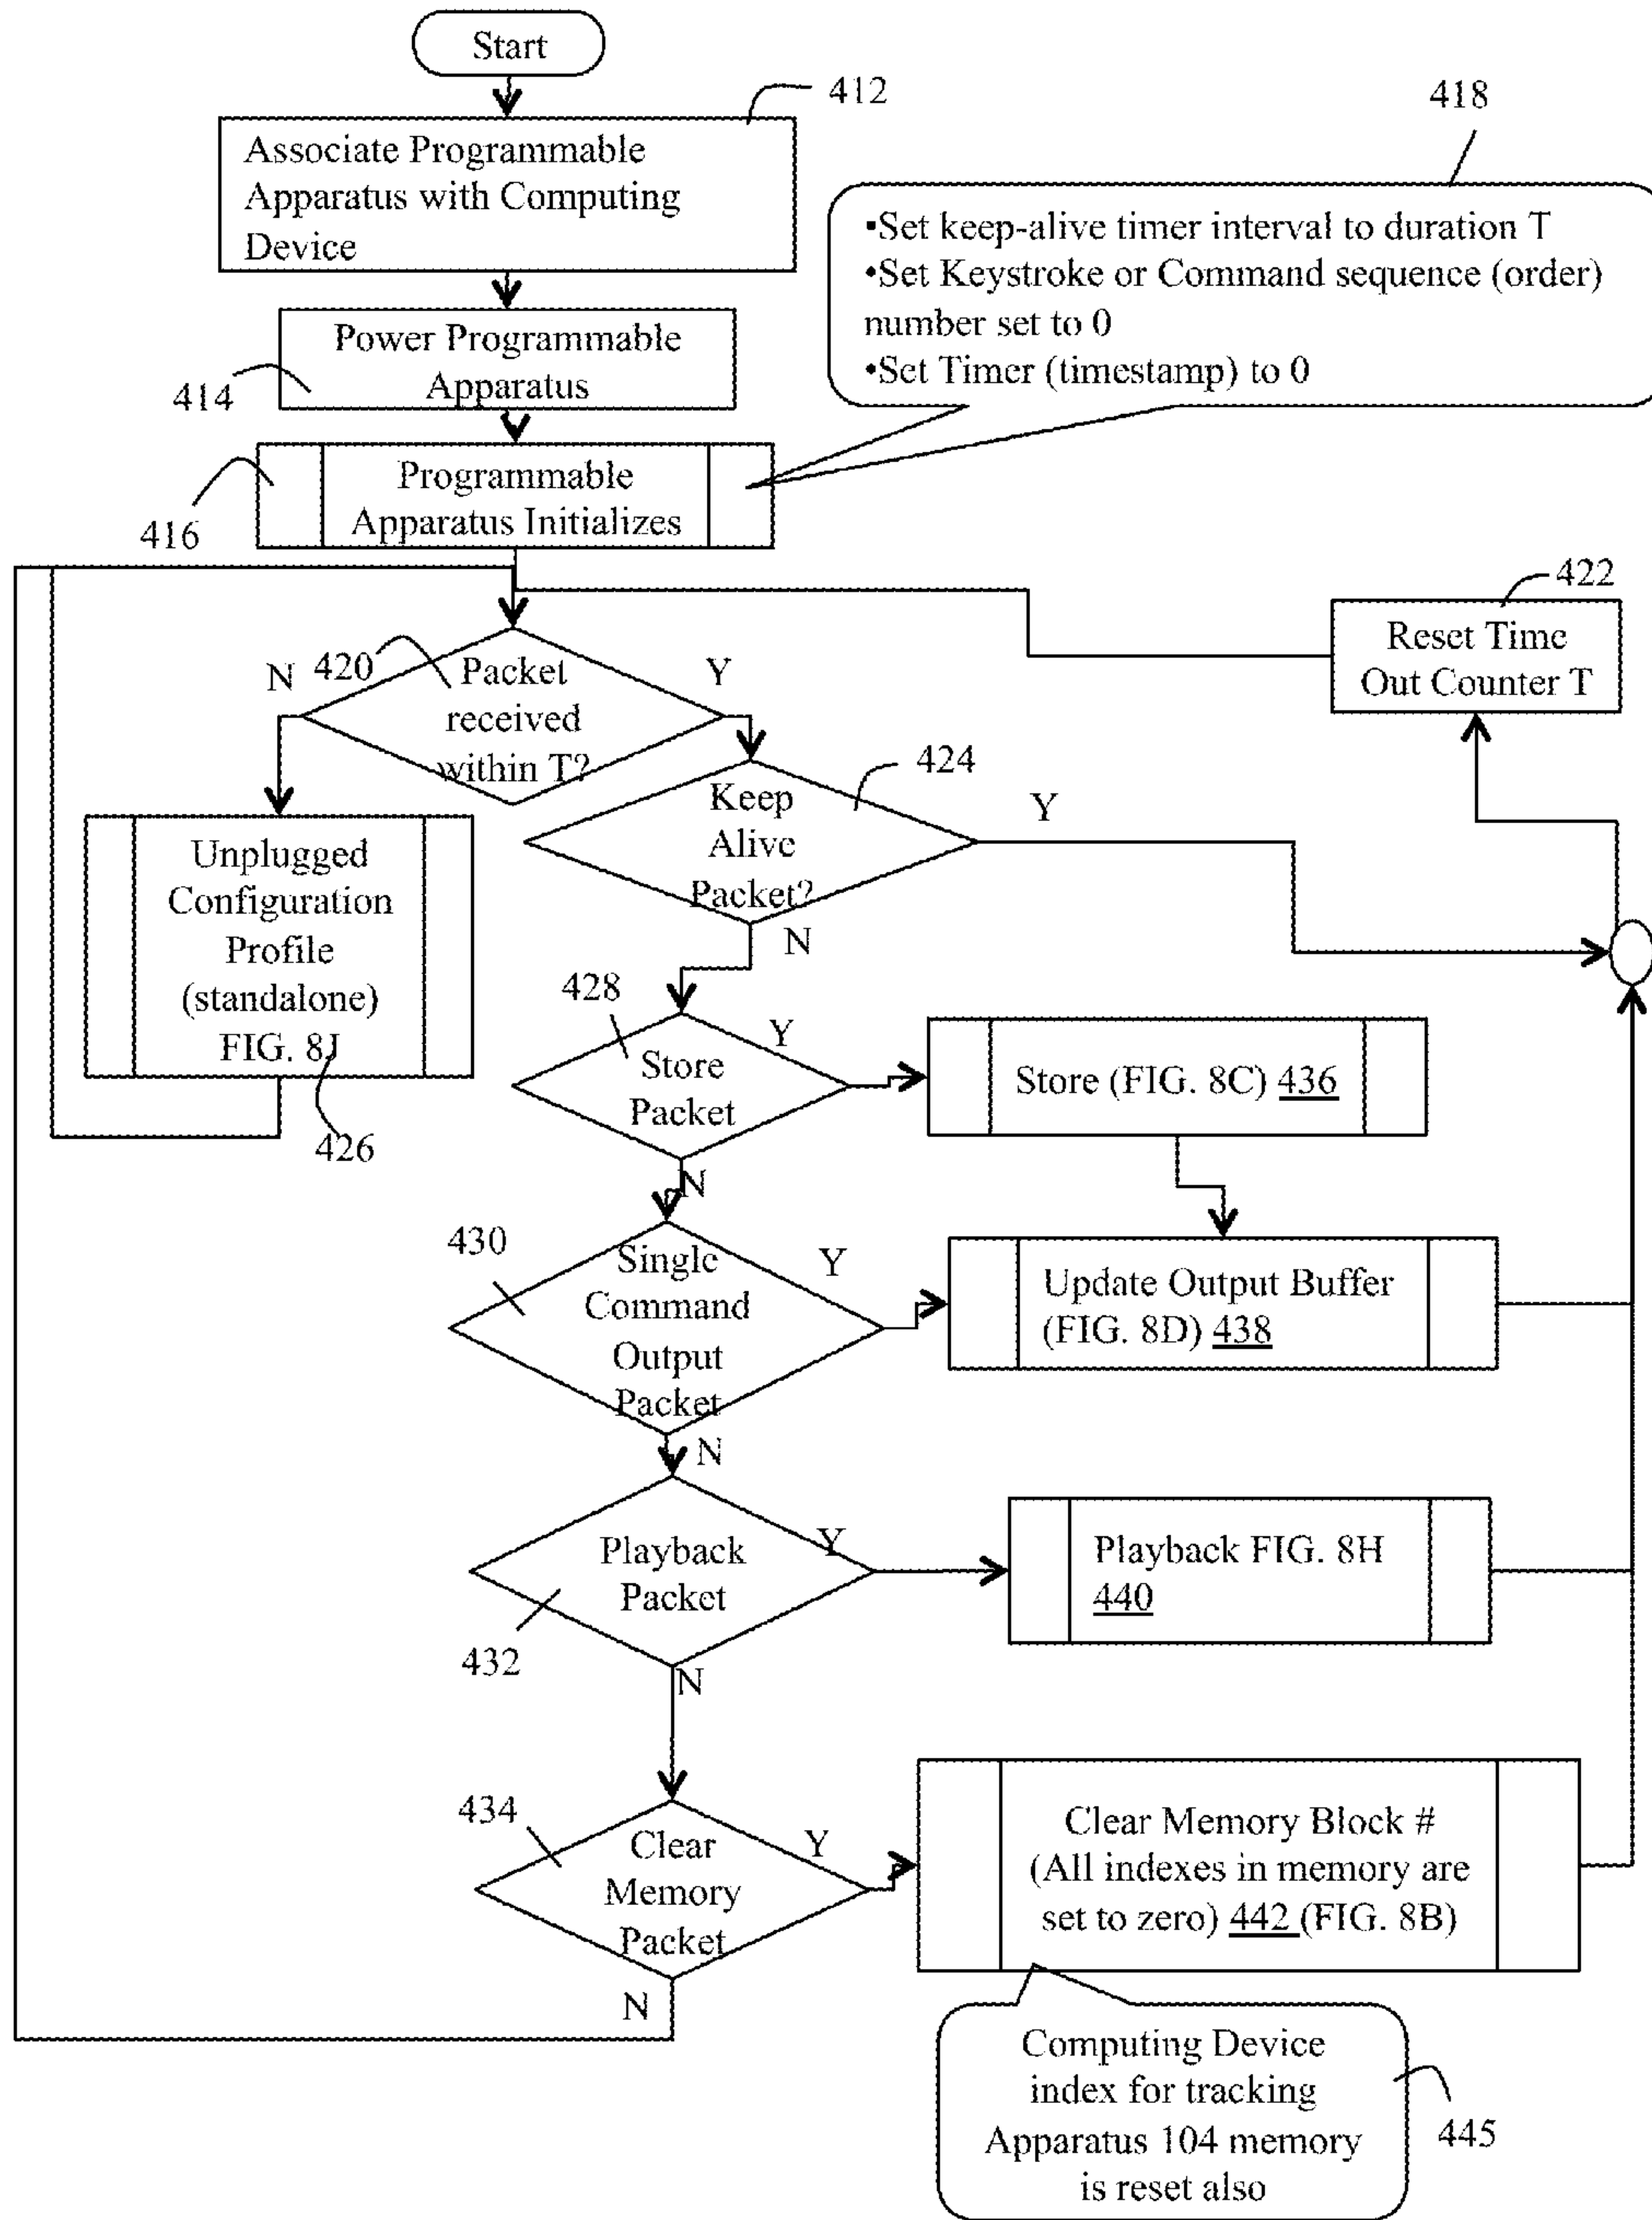 Start
412
Associate Programmable
Apparatus with Computing
Device
418
•Set keep-alive timer interval to duration T
•Set Keystroke or Command sequence (order)
number set to 0
•Set Timer (timestamp) to 0
Power Programmable
Apparatus
414
Programmable
Apparatus Initializes
416
422
Reset Time
Out Counter T
N
420
Y
Packet
received
within T?
424
Keep
Alive
Packet?
Y
N
Unplugged
Configuration
Profile
(standalone)
FIG. 8J
426
428
Y
Store
Packet
N
Store (FIG. 8C) 436
430
Single
Command
Output
Packet
Y
N
Update Output Buffer
(FIG. 8D) 438
Playback
Packet
Y
432
N
Playback FIG. 8H
440
434
Clear
Memory
Packet
Y
N
Clear Memory Block #
(All indexes in memory are
set to zero) 442 (FIG. 8B)
Computing Device
index for tracking
Apparatus 104 memory
is reset also
445